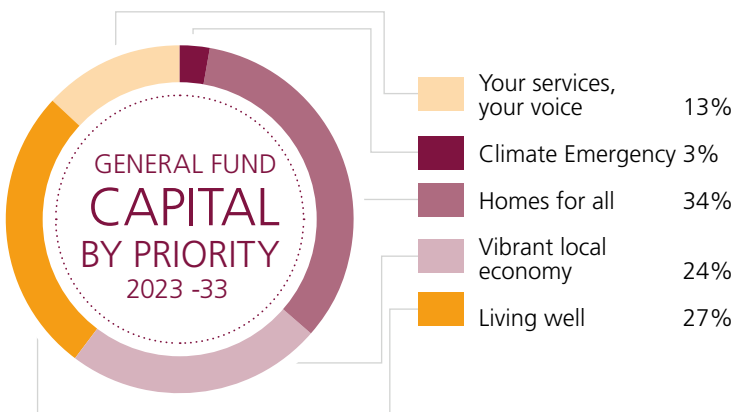 GENERAL FUND
CAPITAL
BY PRIORITY
2023 -33
Your services,
your voice 13%
Climate Emergency 3%
Homes for all 34%
Vibrant local
economy 24%
Living well 27%